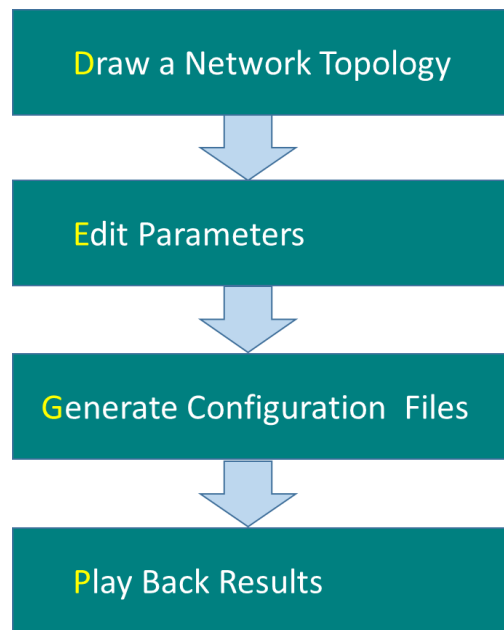 Draw a Network Topology
Edit Parameters
Generate Configuration  Files
Play Back Results